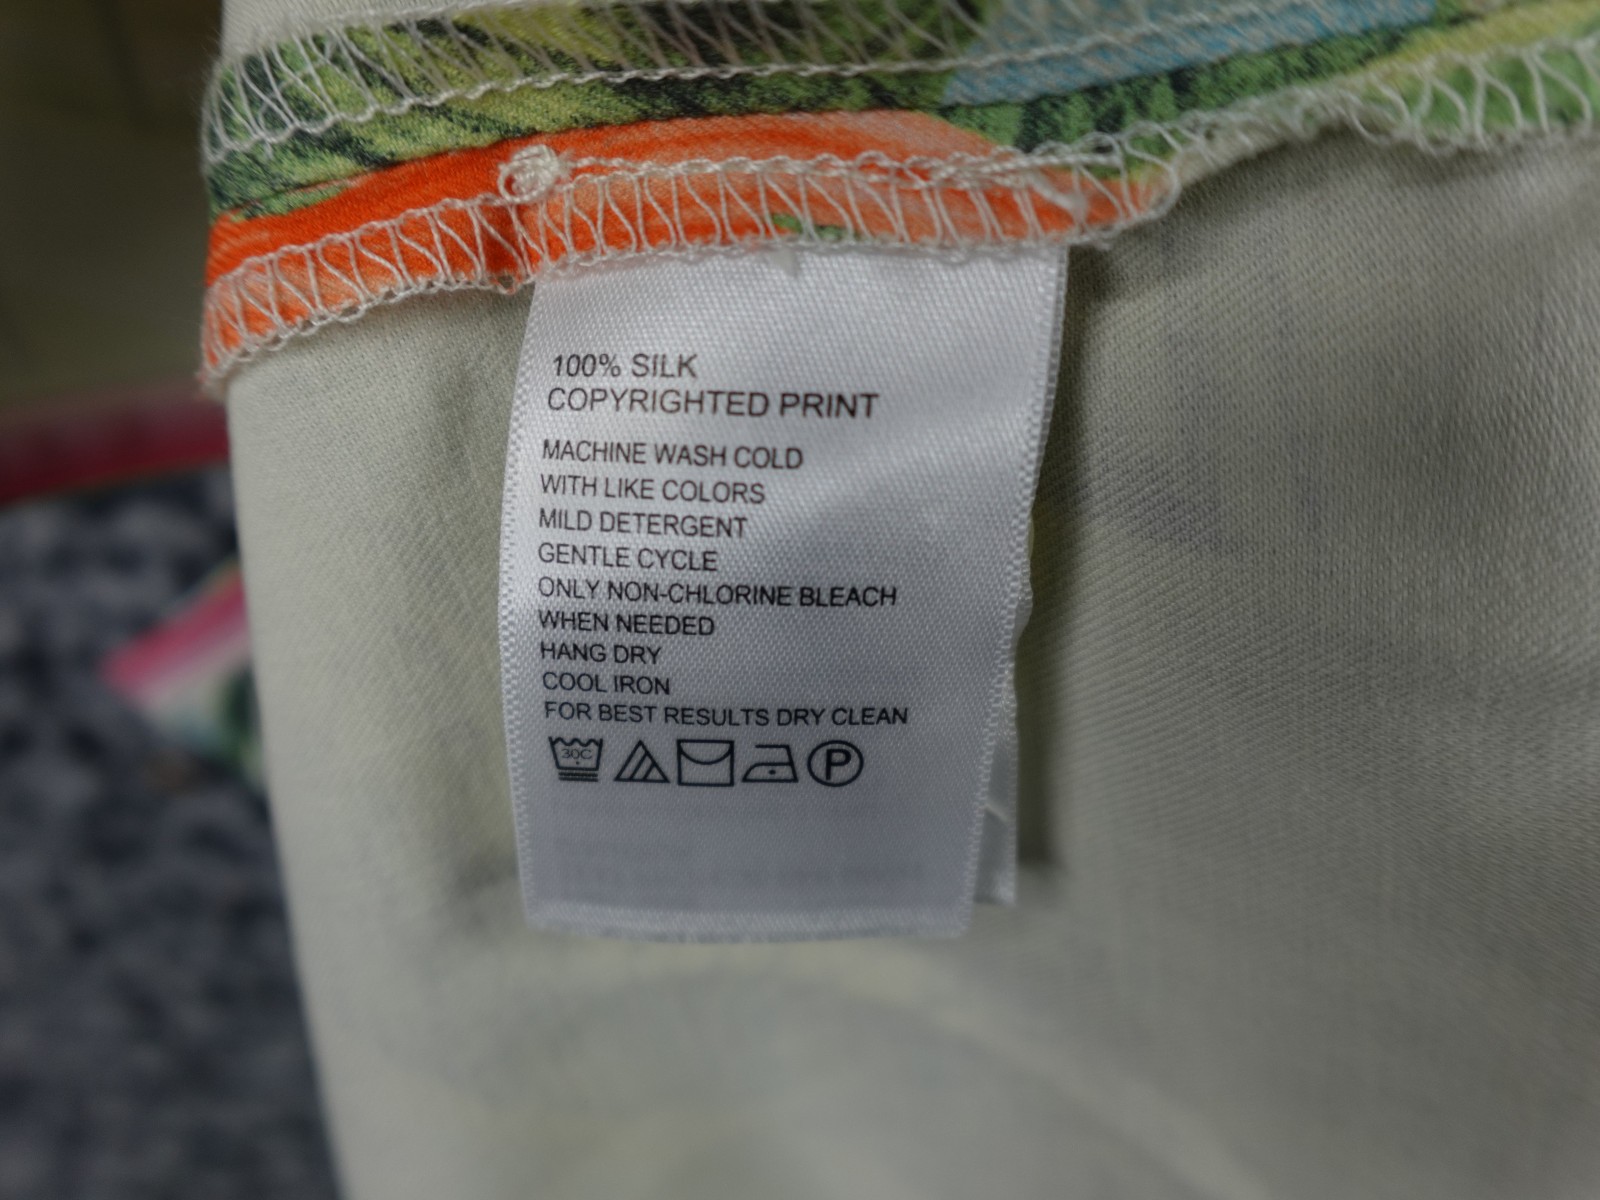 100% SILK
COPYRIGHTED PRINT
MACHINE WASH COLD
WITH LIKE COLORS
MILD DETERGENT
GENTLE CYCLE
ONLY NON-CHLORINE BLEACH
WHEN NEEDED
HANG DRY
COOL IRON
FOR BEST RESULTS DRY CLEAN
30C P